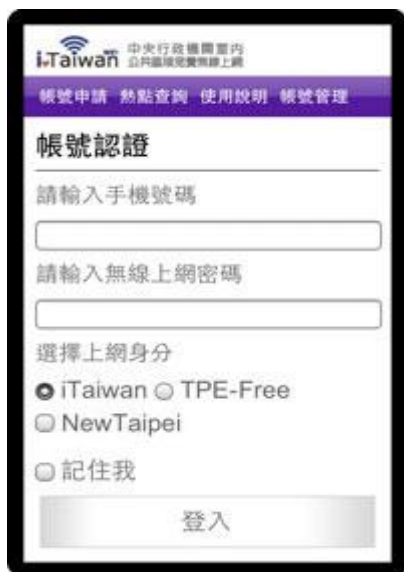 iTaiwan 中央行政機關室內
公共區域免費無線上網
帳號申請 熱點查詢 使用說明 帳號管理
帳號認證
請輸入手機號碼
請輸入無線上網密碼
選擇上網身分
iTaiwan TPE-Free
NewTaipei
記住我
登入